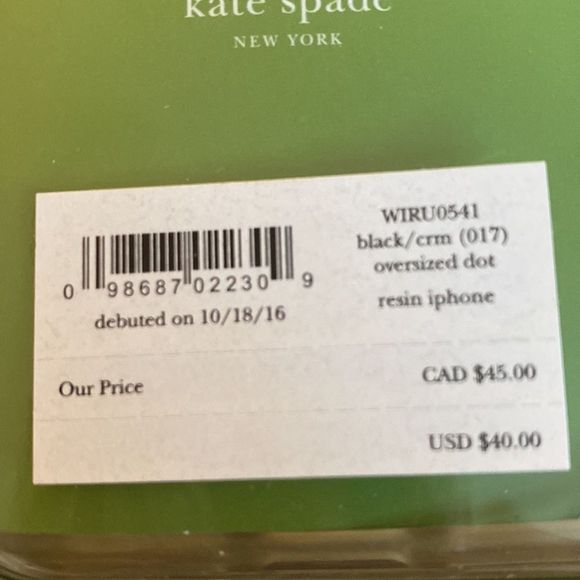 kate spade
NEW YORK
WIRU0541
black/crm (017)
oversized dot
resin iphone
0 98687 02230 9
debuted on 10/18/16
Our Price
CAD $45.00
USD $40.00